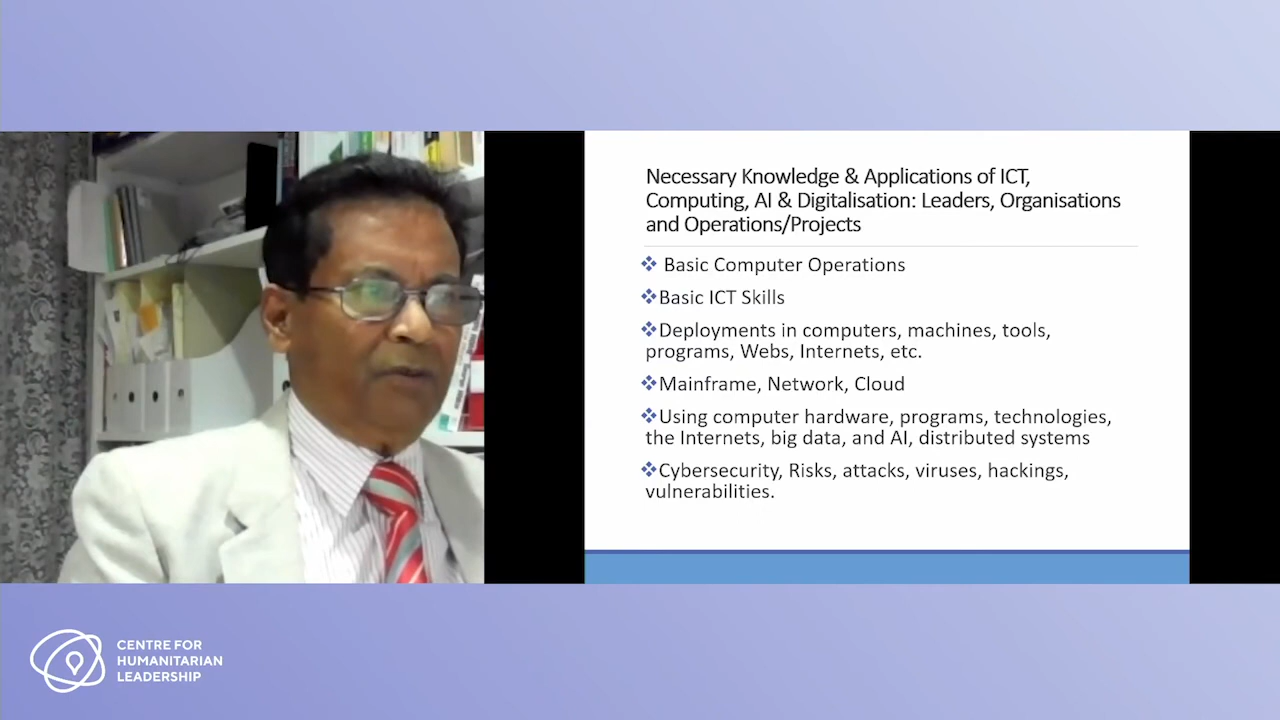 Necessary Knowledge & Applications of ICT,
Computing, AI & Digitalisation: Leaders, Organisations
and Operations/Projects
❖ Basic Computer Operations
❖Basic ICT Skills
❖Deployments in computers, machines, tools,
programs, Webs, Internets, etc.
❖Mainframe, Network, Cloud
❖Using computer hardware, programs, technologies,
the Internets, big data, and AI, distributed systems
❖Cybersecurity, Risks, attacks, viruses, hackings,
vulnerabilities.
CENTRE FOR
HUMANITARIAN
LEADERSHIP